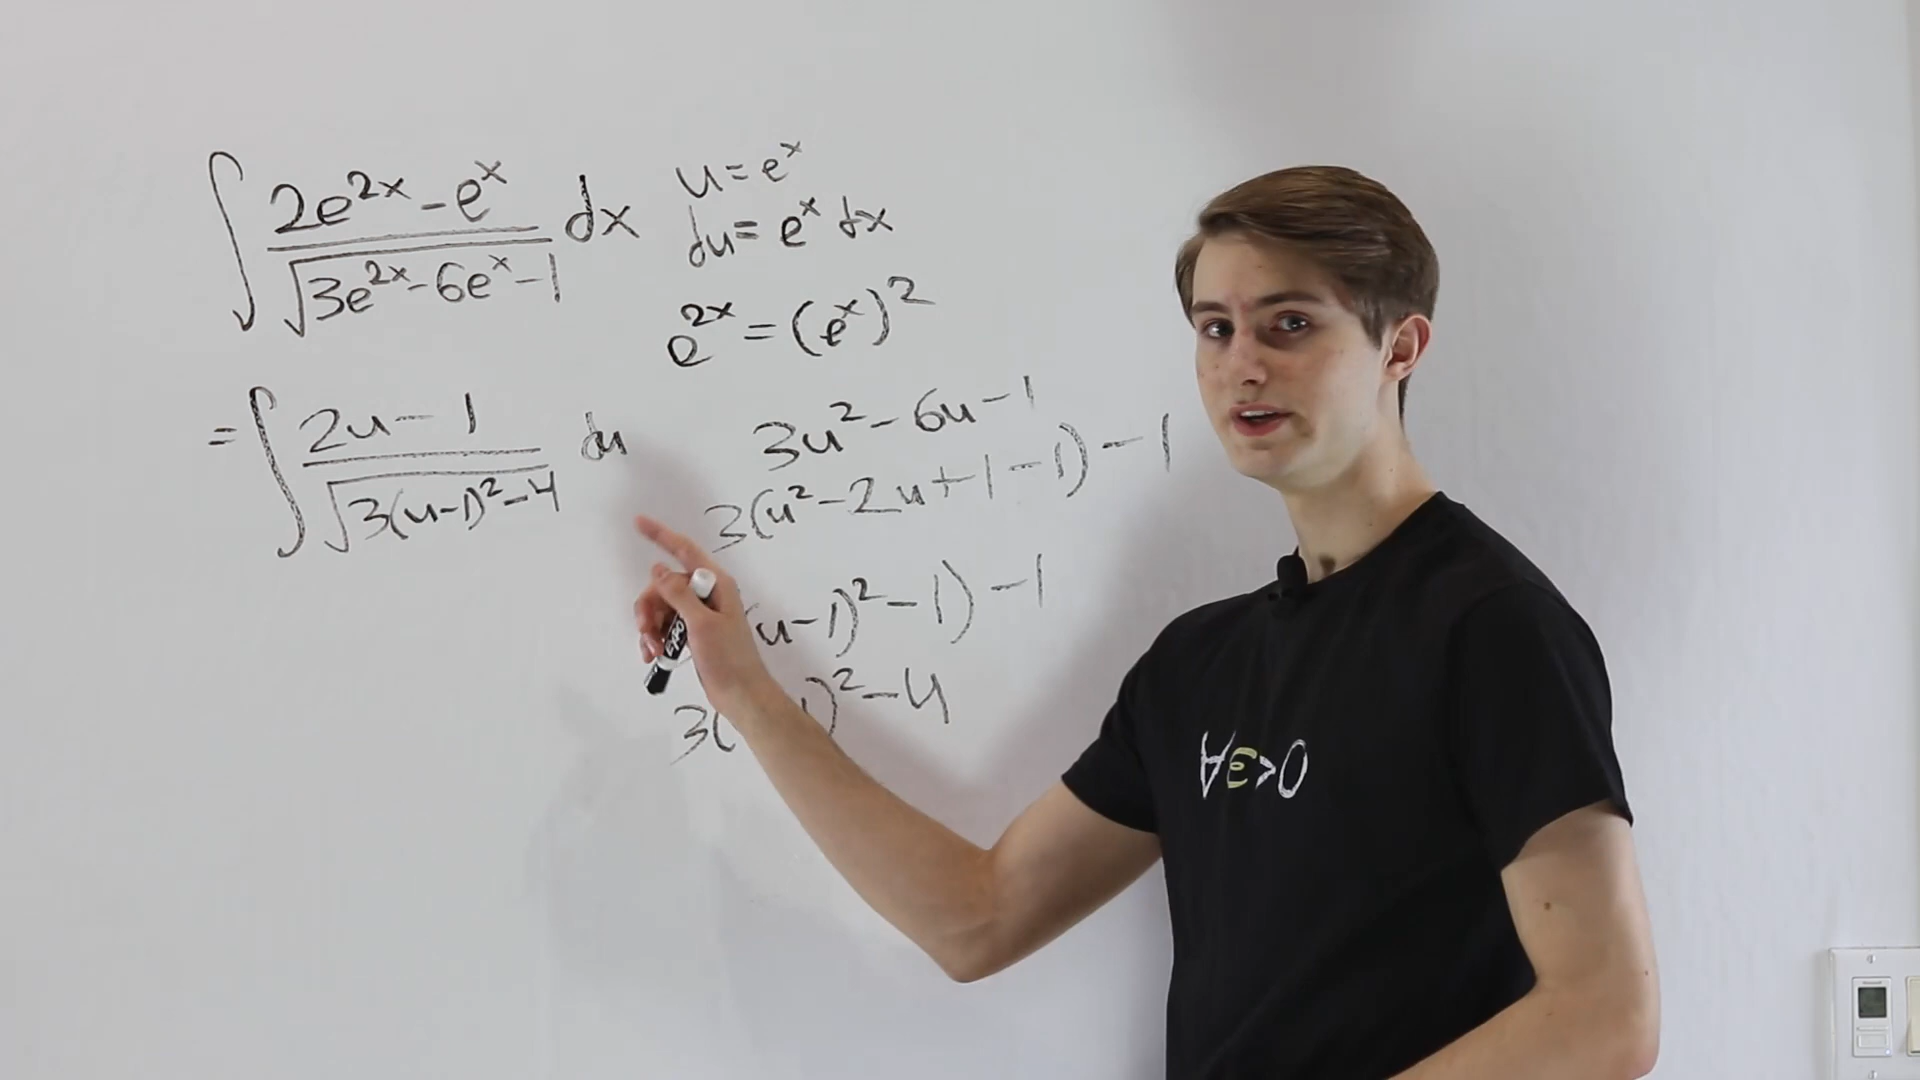 ∫ (2e^{2x} - e^x) / √(3e^{2x} - 6e^x - 1) dx
u = e^x
du = e^x dx
e^{2x} = (e^x)^2
= ∫ (2u - 1) / √(3(u-1)^2 - 4) du
3u^2 - 6u - 1
3(u^2 - 2u + 1 - 1) - 1
(u-1)^2 - 1) - 1
3( )^2 - 4
∀ε>0